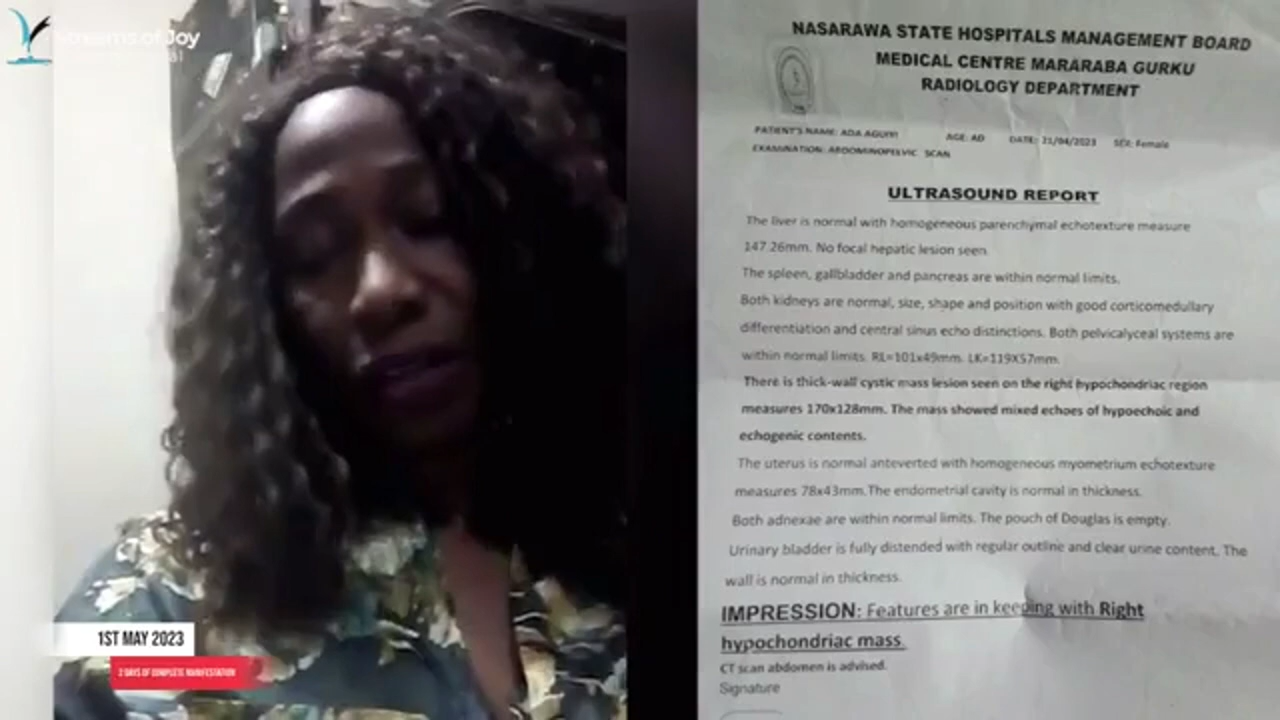 Streams of Joy
1ST MAY 2023
2 DAYS OF COMPLETE MANIFESTATION
NASARAWA STATE HOSPITALS MANAGEMENT BOARD
MEDICAL CENTRE MARARABA GURKU
RADIOLOGY DEPARTMENT
PATIENT'S NAME: ADA AGUIYI AGE: AD DATE: 21/04/2023 SEX: Female
EXAMINATION: ABDOMINOPELVIC SCAN
ULTRASOUND REPORT
The liver is normal with homogeneous parenchymal echotexture measure
147.26mm. No focal hepatic lesion seen.
The spleen, gallbladder and pancreas are within normal limits.
Both kidneys are normal, size, shape and position with good corticomedullary
differentiation and central sinus echo distinctions. Both pelvicalyceal systems are
within normal limits. RL=101x49mm. LK=119X57mm.
There is thick-wall cystic mass lesion seen on the right hypochondriac region
measures 170x128mm. The mass showed mixed echoes of hypoechoic and
echogenic contents.
The uterus is normal anteverted with homogeneous myometrium echotexture
measures 78x43mm.The endometrial cavity is normal in thickness.
Both adnexae are within normal limits. The pouch of Douglas is empty.
Urinary bladder is fully distended with regular outline and clear urine content. The
wall is normal in thickness.
IMPRESSION: Features are in keeping with Right
hypochondriac mass.
CT scan abdomen is advised.
Signature